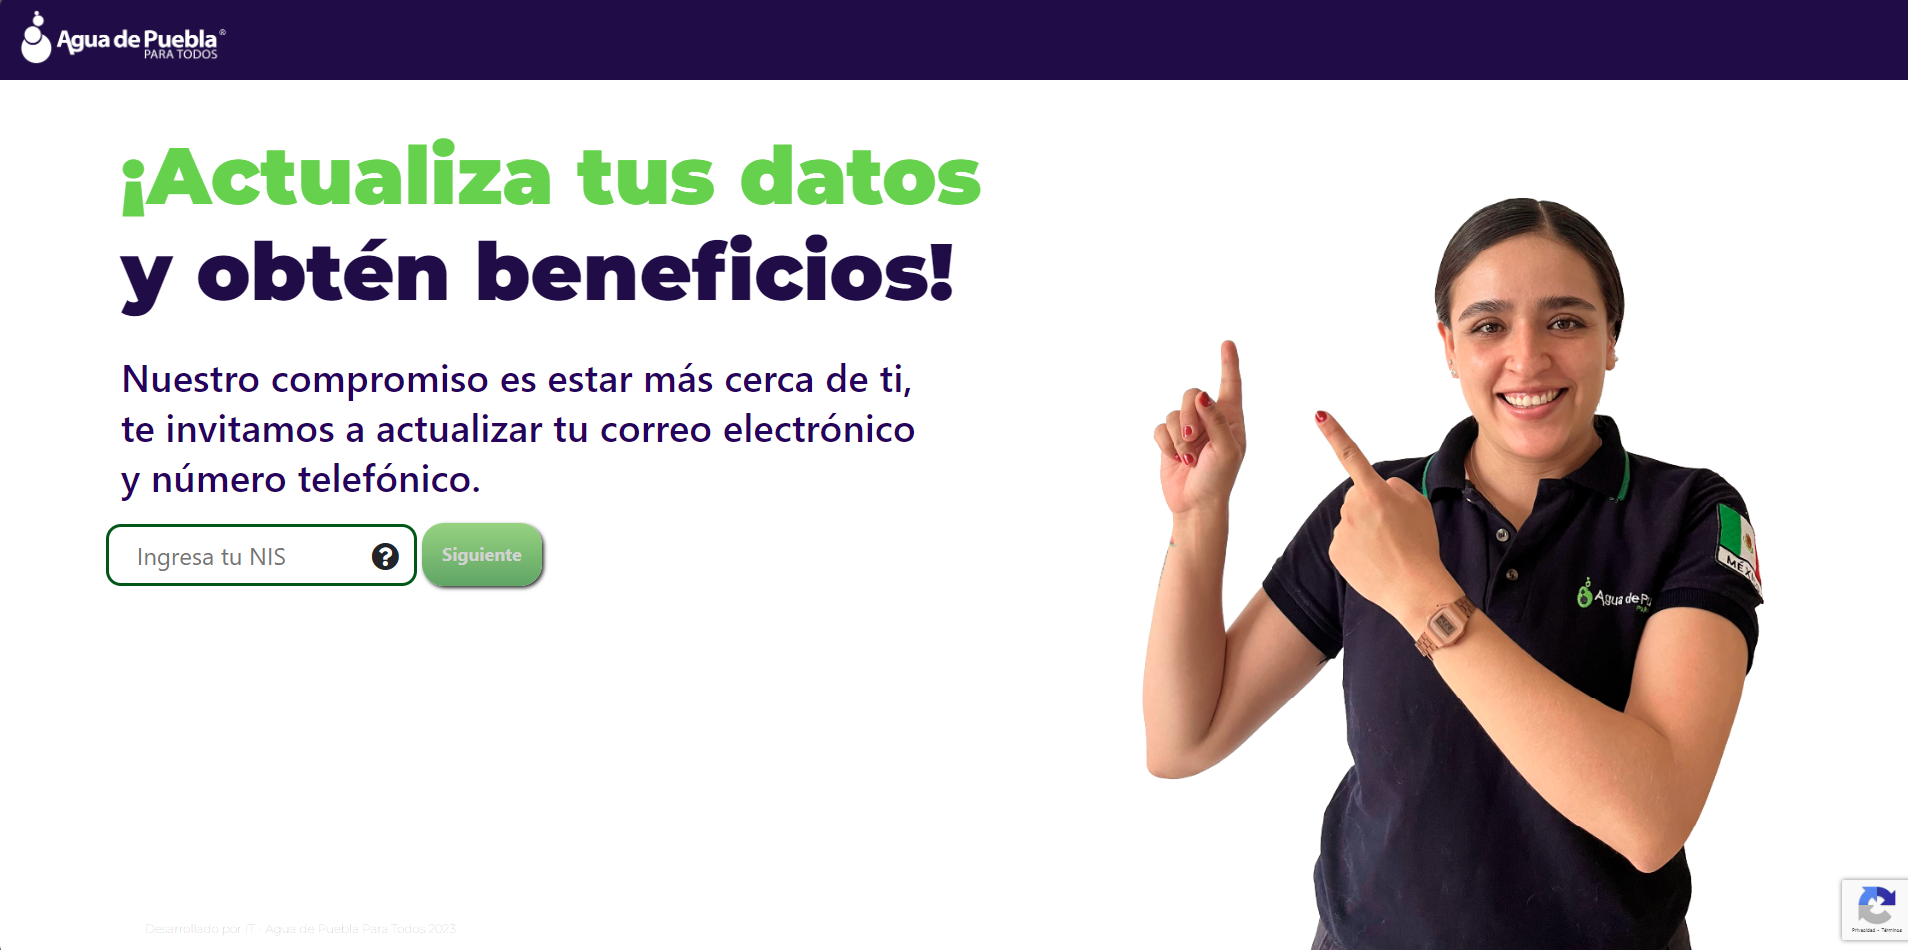 Agua de Puebla®
PARA TODOS
¡Actualiza tus datos
y obtén beneficios!
Nuestro compromiso es estar más cerca de ti,
te invitamos a actualizar tu correo electrónico
y número telefónico.
Ingresa tu NIS ?
Siguiente
MÉX
Agua de Pu
Desarrollado por IT - Agua de Puebla Para Todos 2023
Privacidad - Términos